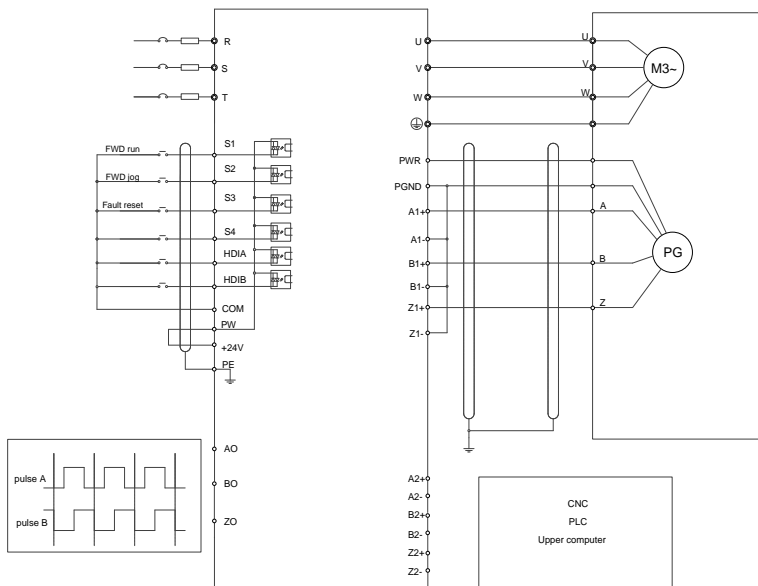 R
S
T
FWD run
S1
FWD jog
S2
Fault reset
S3
S4
HDIA
HDIB
COM
PW
+24V
PE
U
V
W
PWR
PGND
A1+
A1-
B1+
B1-
Z1+
Z1-
U
V
W
M3~
A
B
Z
PG
pulse A
pulse B
AO
BO
ZO
A2+
A2-
B2+
B2-
Z2+
Z2-
CNC
PLC
Upper computer